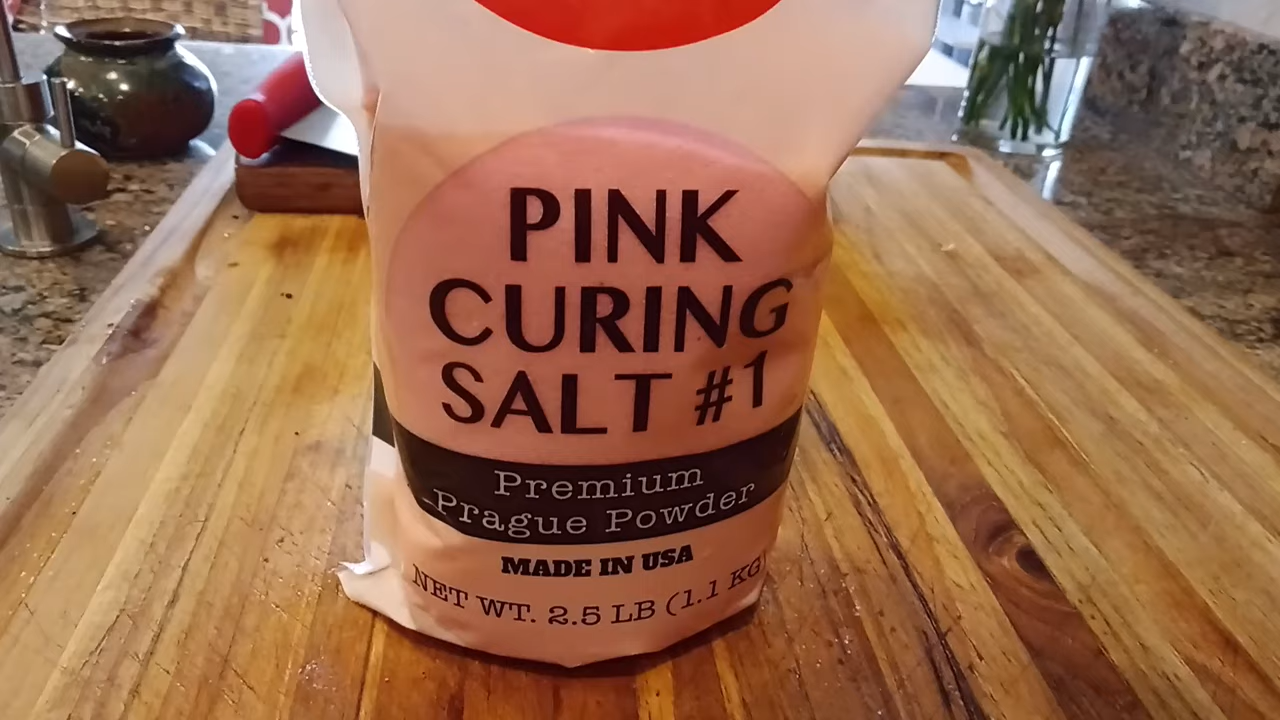 PINK
CURING
SALT #1
Premium
Prague Powder
MADE IN USA
NET WT. 2.5 LB (1.1 KG)